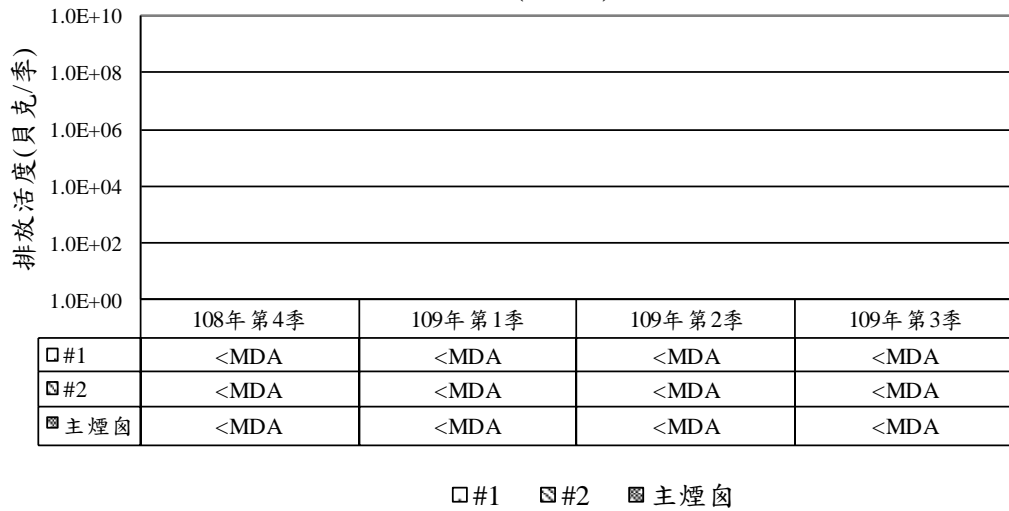 1.0E+10
1.0E+08
1.0E+06
1.0E+04
1.0E+02
1.0E+00
排放活度(貝克/季)
108年第4季 109年第1季 109年第2季 109年第3季
#1 <MDA <MDA <MDA <MDA
#2 <MDA <MDA <MDA <MDA
主煙囪 <MDA <MDA <MDA <MDA
#1 #2 主煙囪